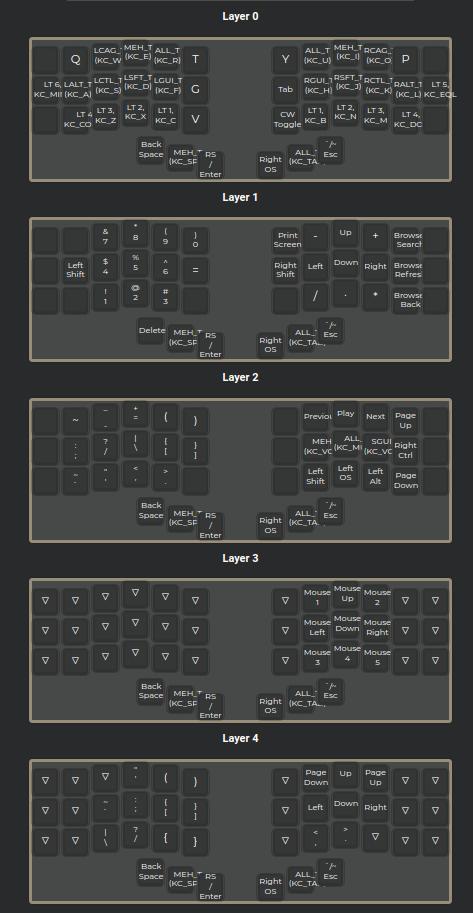 Layer 0
Q LCAG_T MEH_T ALL_T T Y ALL_T MEH_T RCAG_T P
(KC_W (KC_E) (KC_R) (KC_U) (KC_I) (KC_O
LT 6, LALT_T LCTL_T LSFT_T LGUI_T G Tab RGUI_T RSFT_T RCTL_T RALT_T LT 5,
KC_MI (KC_A) (KC_S) (KC_D) (KC_F) (KC_H) (KC_J) (KC_K) (KC_L) KC_EQL
LT 4 LT 3, LT 2, LT 1, V CW LT 1, LT 2, LT 3, LT 4,
KC_CO KC_Z KC_X KC_C Toggle KC_B KC_N KC_M KC_DO
Back MEH_T RS Right ALL_T ` /~
Space (KC_SP / OS (KC_TA Esc
Enter
Layer 1
& * ( ) Print - Up + Browse
7 8 9 0 Screen Search
Left $ % ^ = Right Left Down Right Browse
Shift 4 5 6 Shift Refres
! @ # / . * Browse
1 2 3 Back
Delete MEH_T RS Right ALL_T ` /~
(KC_SP / OS (KC_TA Esc
Enter
Layer 2
~ _ + ( ) Previou Play Next Page
- = Up
: ? | { } MEH ALL_ SGUI Right
; / \ [ ] (KC_VO (KC_MU (KC_VO Ctrl
~ " < > Left Left Left Page
` ' , . Shift OS Alt Down
Back MEH_T RS Right ALL_T ` /~
Space (KC_SP / OS (KC_TA Esc
Enter
Layer 3
▽ ▽ ▽ ▽ ▽ ▽ ▽ Mouse Mouse Mouse ▽ ▽
1 Up 2
▽ ▽ ▽ ▽ ▽ ▽ ▽ Mouse Mouse Mouse ▽ ▽
Left Down Right
▽ ▽ ▽ ▽ ▽ ▽ ▽ Mouse Mouse Mouse ▽ ▽
3 4 5
Back MEH_T RS Right ALL_T ` /~
Space (KC_SP / OS (KC_TA Esc
Enter
Layer 4
▽ ▽ ▽ " ( ) ▽ Page Up Page ▽ ▽
' Down Up
▽ ▽ ~ : { } ▽ Left Down Right ▽ ▽
` ; [ ]
▽ ▽ | ? { } ▽ < > ▽ ▽ ▽
\ / , .
Back MEH_T RS Right ALL_T ` /~
Space (KC_SP / OS (KC_TA Esc
Enter